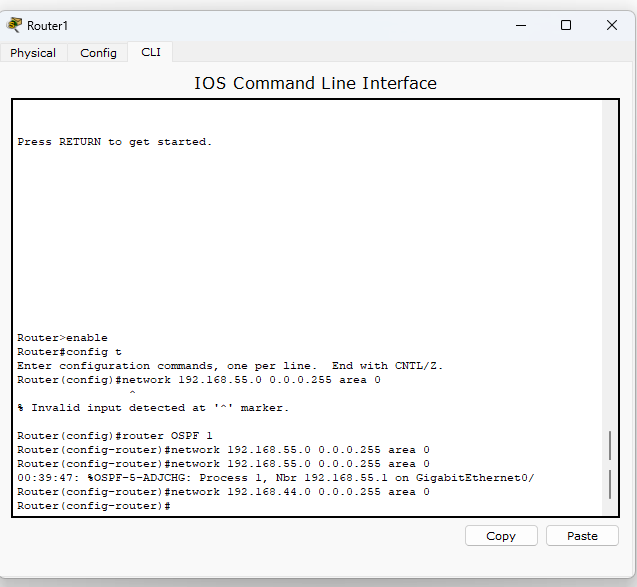 Router1
Physical Config CLI
IOS Command Line Interface
Press RETURN to get started.
Router>enable
Router#config t
Enter configuration commands, one per line.  End with CNTL/Z.
Router(config)#network 192.168.55.0 0.0.0.255 area 0
^
% Invalid input detected at '^' marker.
Router(config)#router OSPF 1
Router(config-router)#network 192.168.55.0 0.0.0.255 area 0
Router(config-router)#network 192.168.55.0 0.0.0.255 area 0
00:39:47: %OSPF-5-ADJCHG: Process 1, Nbr 192.168.55.1 on GigabitEthernet0/
Router(config-router)#network 192.168.44.0 0.0.0.255 area 0
Router(config-router)#
Copy Paste